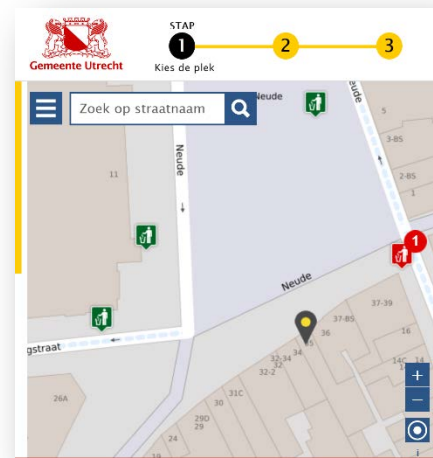 STAP
1 2 3
Gemeente Utrecht
Kies de plek
Zoek op straatnaam
Neude
Neude
5
3-BS
2-BS
1
11
Neude
1
Neude
37-39
37-BS
36
35
34
32-34
32
32-2
16
14C
gstraat
31C
30
29D
29
26A
24
+
−
i